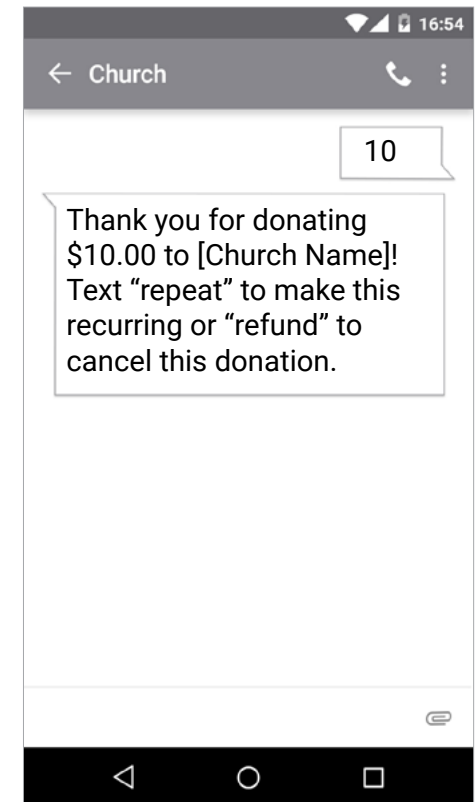 16:54
Church
10
Thank you for donating
$10.00 to [Church Name]!
Text “repeat” to make this
recurring or “refund” to
cancel this donation.